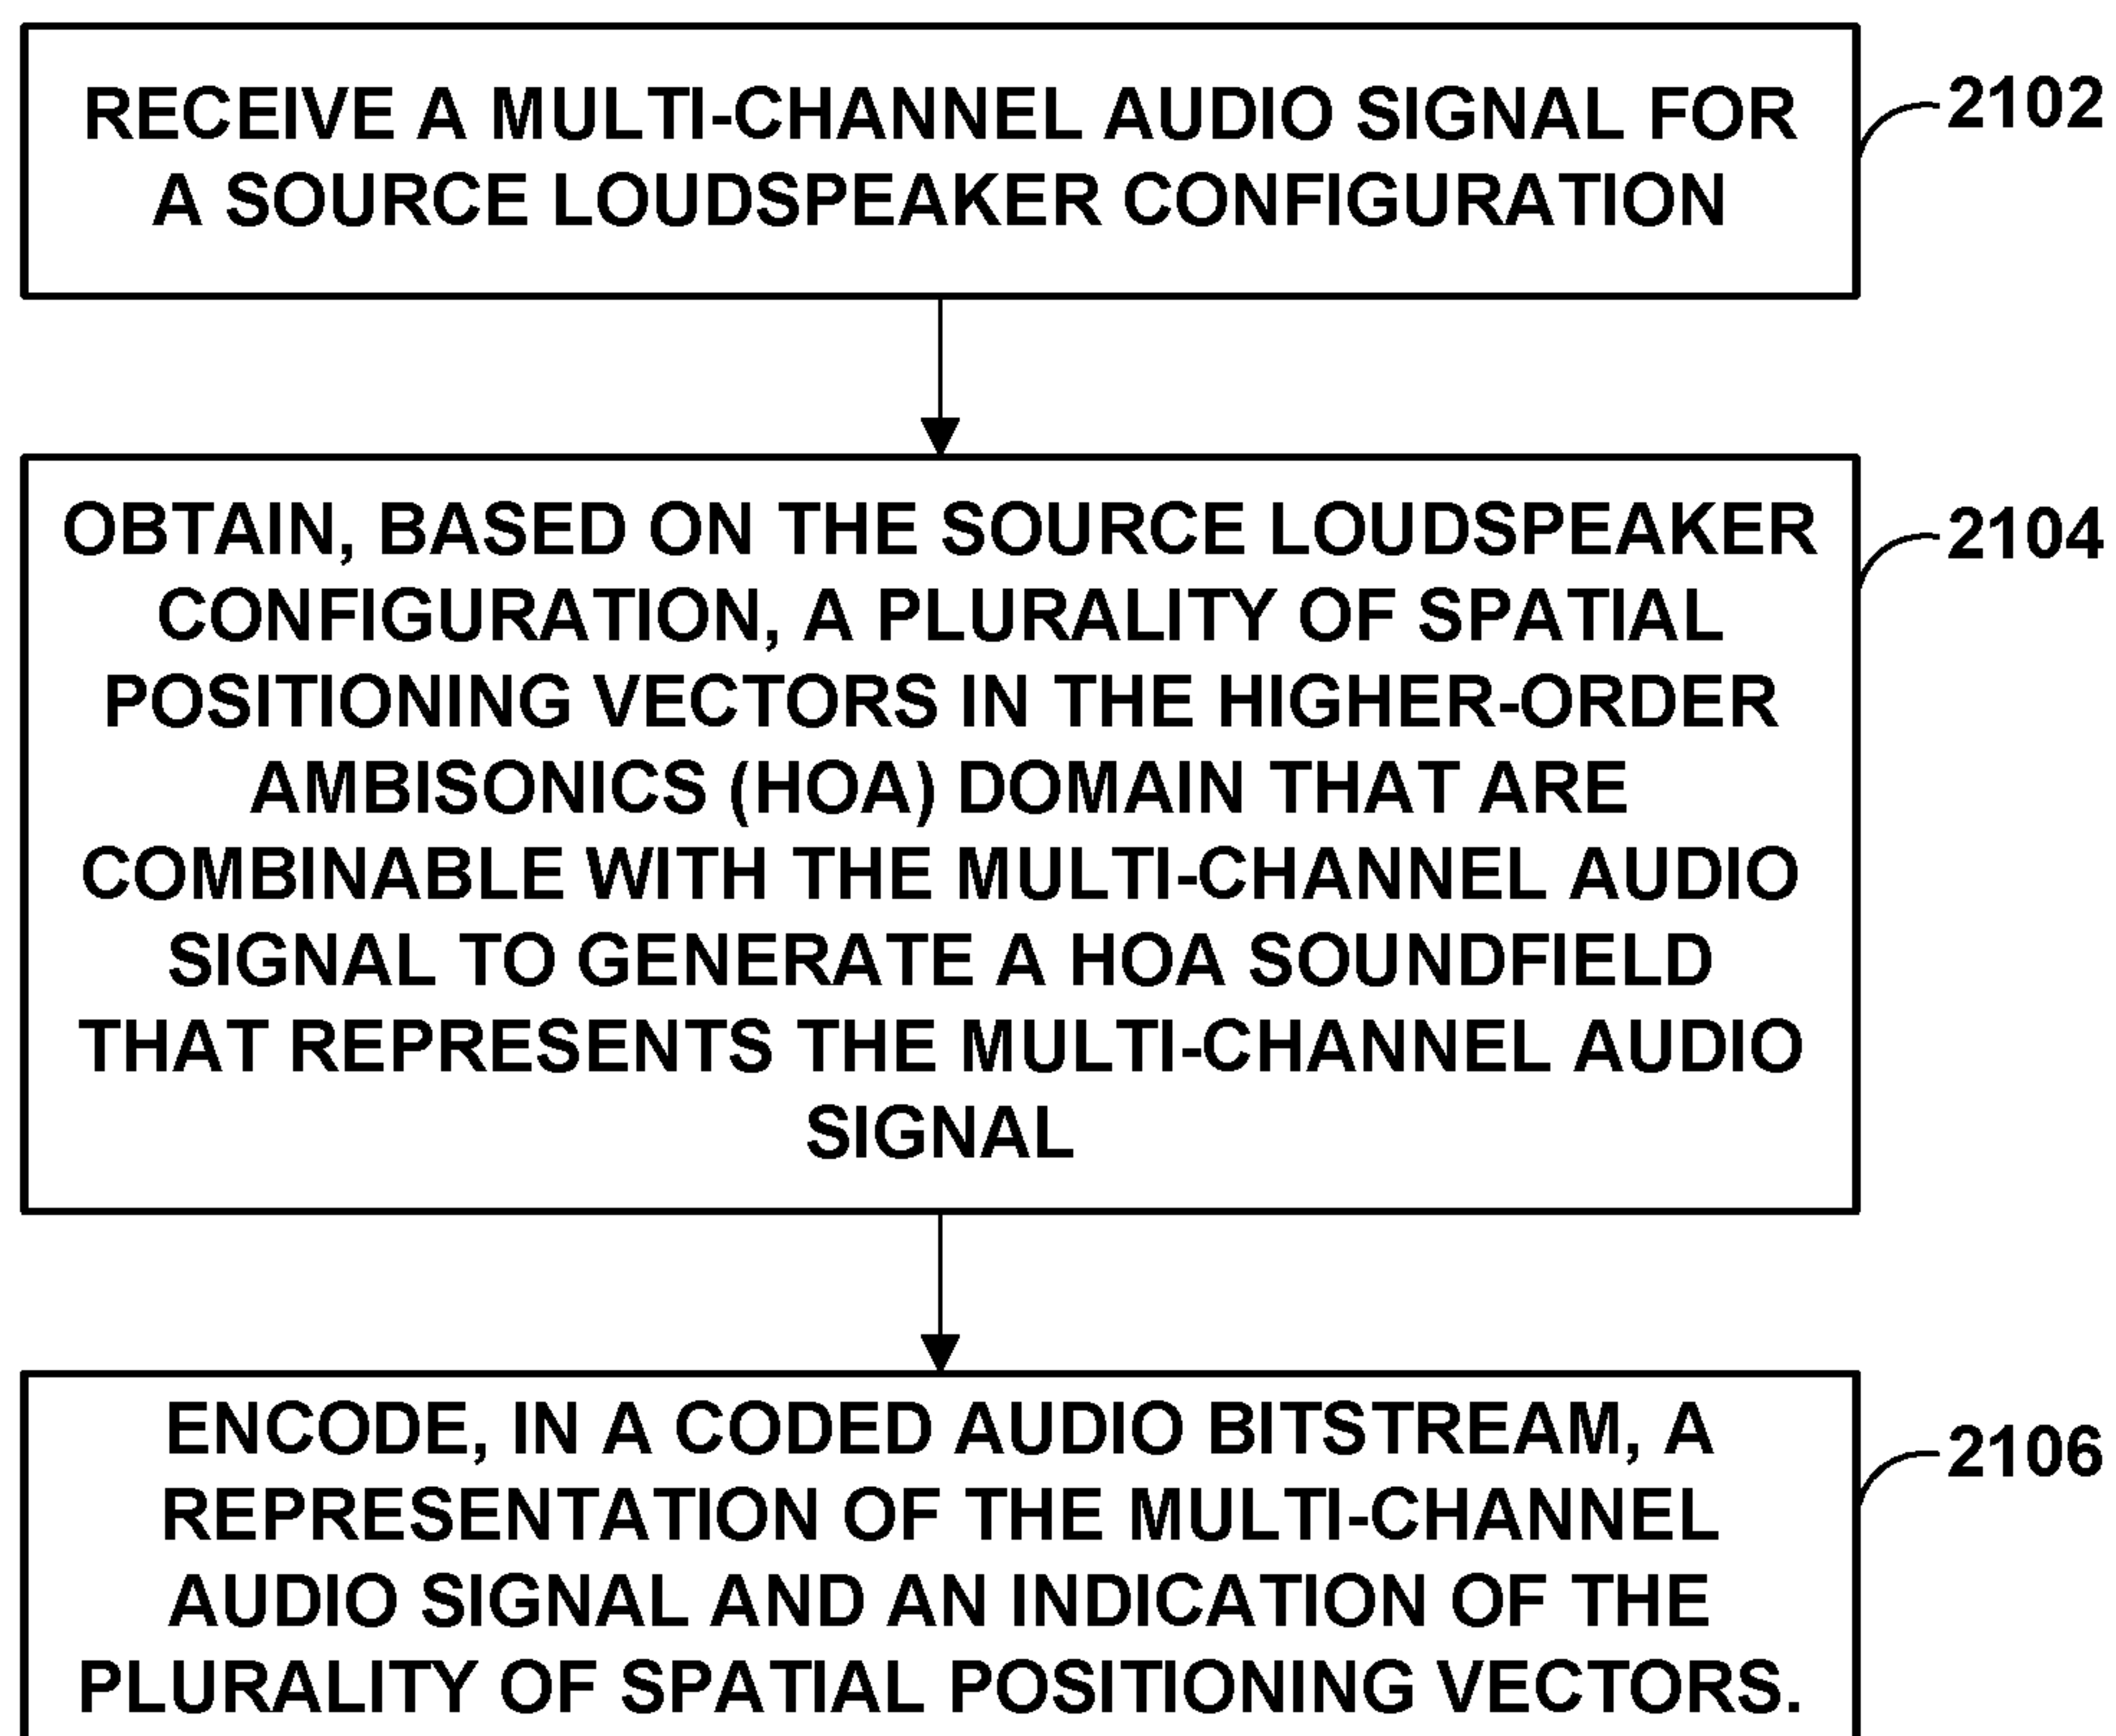 RECEIVE A MULTI-CHANNEL AUDIO SIGNAL FOR
A SOURCE LOUDSPEAKER CONFIGURATION
2102
OBTAIN, BASED ON THE SOURCE LOUDSPEAKER
CONFIGURATION, A PLURALITY OF SPATIAL
POSITIONING VECTORS IN THE HIGHER-ORDER
AMBISONICS (HOA) DOMAIN THAT ARE
COMBINABLE WITH THE MULTI-CHANNEL AUDIO
SIGNAL TO GENERATE A HOA SOUNDFIELD
THAT REPRESENTS THE MULTI-CHANNEL AUDIO
SIGNAL
2104
ENCODE, IN A CODED AUDIO BITSTREAM, A
REPRESENTATION OF THE MULTI-CHANNEL
AUDIO SIGNAL AND AN INDICATION OF THE
PLURALITY OF SPATIAL POSITIONING VECTORS.
2106